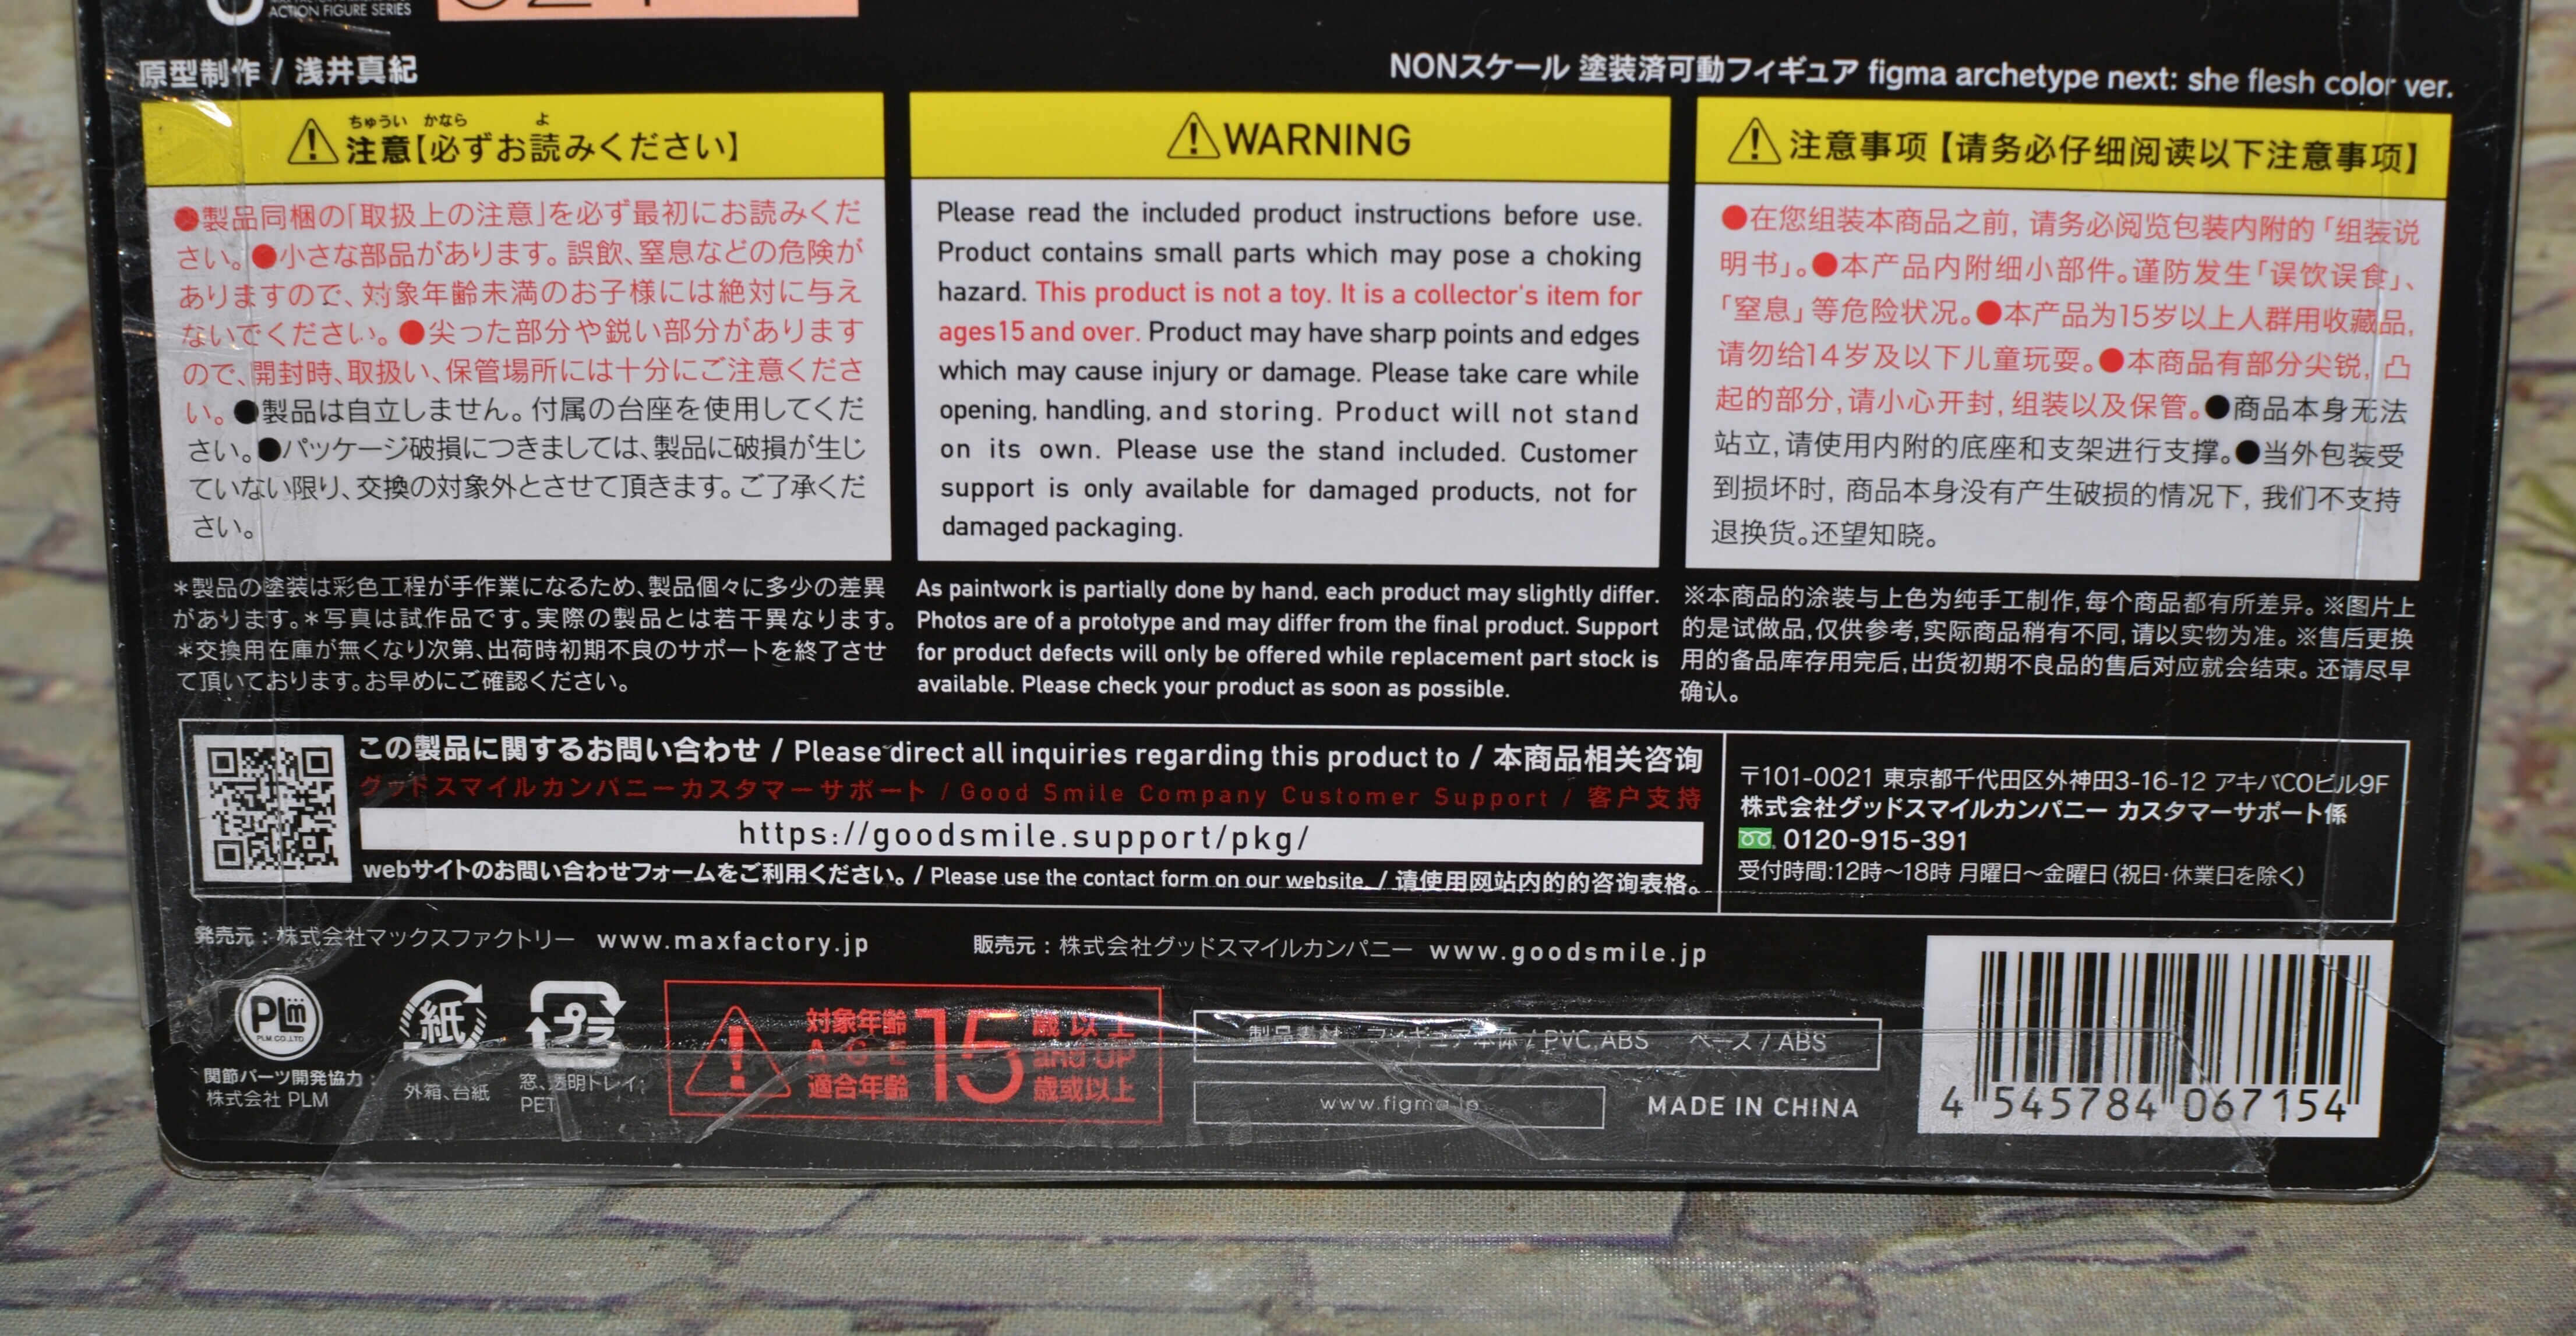 ACTION FIGURE SERIES
原型制作 / 浅井真紀
NONスケール 塗装済可動フィギュア figma archetype next: she flesh color ver.
ちゅうい かなら よ
注意【必ずお読みください】
●製品同梱の「取扱上の注意」を必ず最初にお読みくだ
さい。●小さな部品があります。誤飲、窒息などの危険が
ありますので、対象年齢未満のお子様には絶対に与え
ないでください。●尖った部分や鋭い部分があります
ので、開封時、取扱い、保管場所には十分にご注意くださ
い。●製品は自立しません。付属の台座を使用してくだ
さい。●パッケージ破損につきましては、製品に破損が生じ
ていない限り、交換の対象外とさせて頂きます。ご了承くだ
さい。
WARNING
Please read the included product instructions before use.
Product contains small parts which may pose a choking
hazard. This product is not a toy. It is a collector's item for
ages15 and over. Product may have sharp points and edges
which may cause injury or damage. Please take care while
opening, handling, and storing. Product will not stand
on its own. Please use the stand included. Customer
support is only available for damaged products, not for
damaged packaging.
注意事项【请务必仔细阅读以下注意事项】
●在您组装本商品之前, 请务必阅览包装内附的「组装说
明书」。●本产品内附细小部件。谨防发生「误饮误食」、
「窒息」等危险状况。●本产品为15岁以上人群用收藏品,
请勿给14岁及以下儿童玩耍。●本商品有部分尖锐, 凸
起的部分, 请小心开封, 组装以及保管。●商品本身无法
站立, 请使用内附的底座和支架进行支撑。●当外包装受
到损坏时, 商品本身没有产生破损的情况下, 我们不支持
退换货。还望知晓。
＊製品の塗装は彩色工程が手作業になるため、製品個々に多少の差異
があります。＊写真は試作品です。実際の製品とは若干異なります。
＊交換用在庫が無くなり次第、出荷時初期不良のサポートを終了させ
て頂いております。お早めにご確認ください。
As paintwork is partially done by hand, each product may slightly differ.
Photos are of a prototype and may differ from the final product. Support
for product defects will only be offered while replacement part stock is
available. Please check your product as soon as possible.
※本商品的涂装与上色为纯手工制作, 每个商品都有所差异。※图片上
的是试做品, 仅供参考, 实际商品稍有不同, 请以实物为准。※售后更换
用的备品库存用完后, 出货初期不良品的售后对应就会结束。还请尽早
确认。
この製品に関するお問い合わせ / Please direct all inquiries regarding this product to / 本商品相关咨询
グッドスマイルカンパニーカスタマーサポート / Good Smile Company Customer Support / 客户支持
https://goodsmile.support/pkg/
webサイトのお問い合わせフォームをご利用ください。/ Please use the contact form on our website. / 请使用网站内的的咨询表格。
〒101-0021 東京都千代田区外神田3-16-12 アキバCOビル9F
株式会社グッドスマイルカンパニー カスタマーサポート係
0120-915-391
受付時間:12時～18時 月曜日～金曜日(祝日・休業日を除く)
発売元：株式会社マックスファクトリー www.maxfactory.jp
販売元：株式会社グッドスマイルカンパニー www.goodsmile.jp
PLm
PLM.CO.,LTD
関節パーツ開発協力：
株式会社 PLM
紙
外箱、台紙
プラ
窓、透明トレイ:
PET
対象年齢
AGE
適合年齢
15
歳以上
and UP
歳或以上
製品素材 フィギュア本体 / PVC,ABS ベース / ABS
www.figma.jp
MADE IN CHINA
4 545784 067154